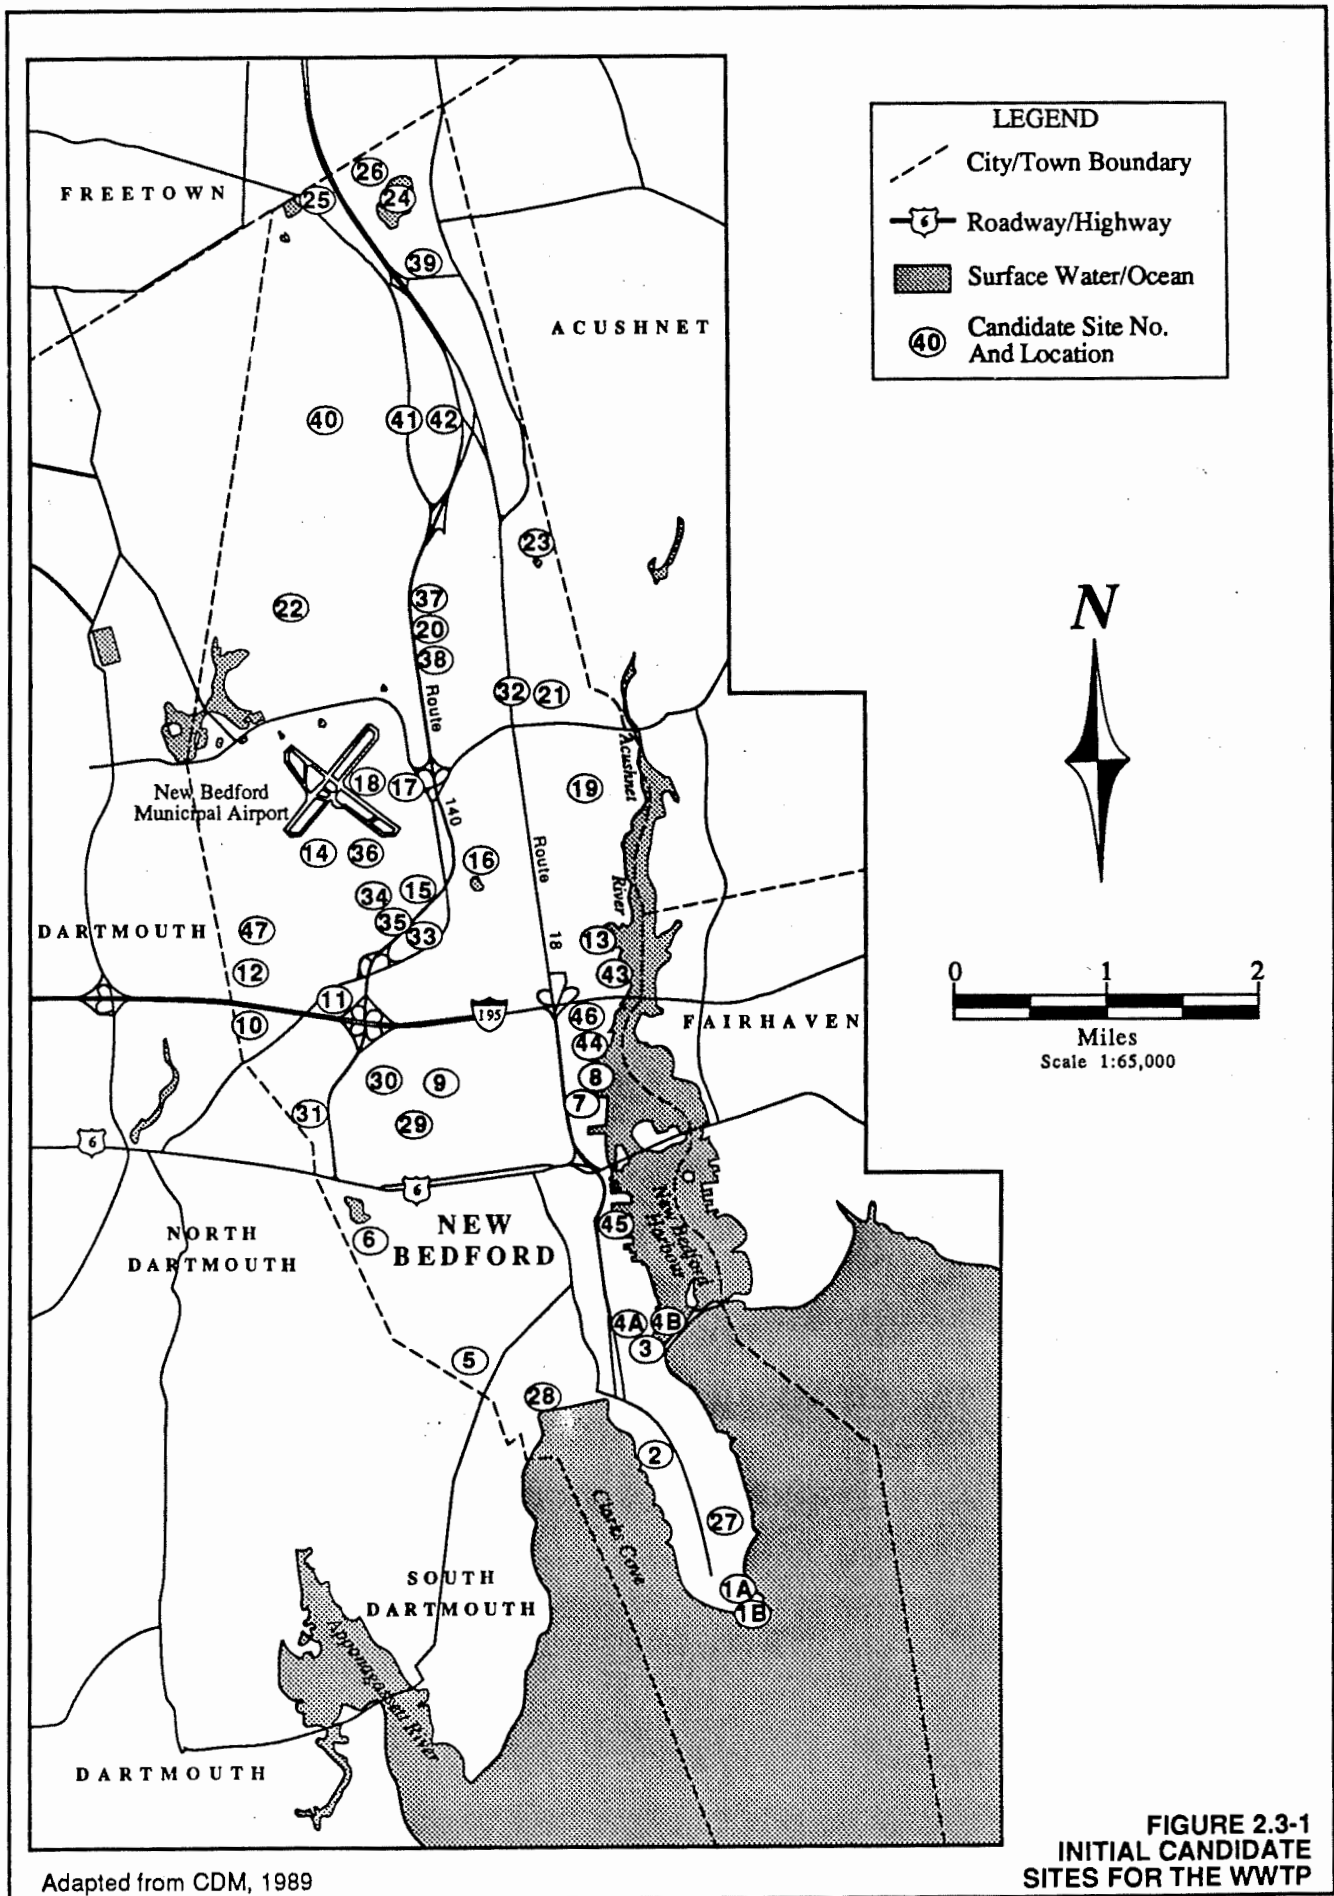 LEGEND
City/Town Boundary
6
Roadway/Highway
Surface Water/Ocean
40
Candidate Site No.
And Location
26
FREETOWN
25
24
39
ACUSHNET
40
41
42
23
22
37
20
38
32
21
Route
140
Acushnet
River
New Bedford
Municipal Airport
18
17
19
14
36
16
Route
18
34
15
35
33
47
DARTMOUTH
13
12
43
11
10
195
46
FAIRHAVEN
44
30
9
8
7
31
29
6
6
NEW
BEDFORD
NORTH
DARTMOUTH
6
45
New Bedford
Harbour
4A
4B
3
5
28
2
Clarks Cove
27
1A
1B
SOUTH
DARTMOUTH
Apponagansett River
DARTMOUTH
N
0
1
2
Miles
Scale 1:65,000
Adapted from CDM, 1989
FIGURE 2.3-1
INITIAL CANDIDATE
SITES FOR THE WWTP